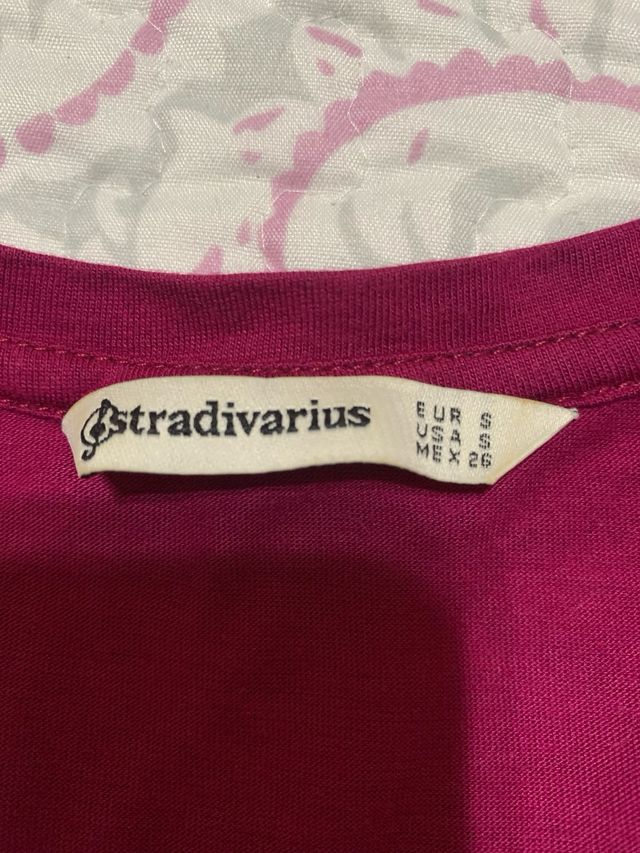 stradivarius
EUR S
USA S
MEX 26